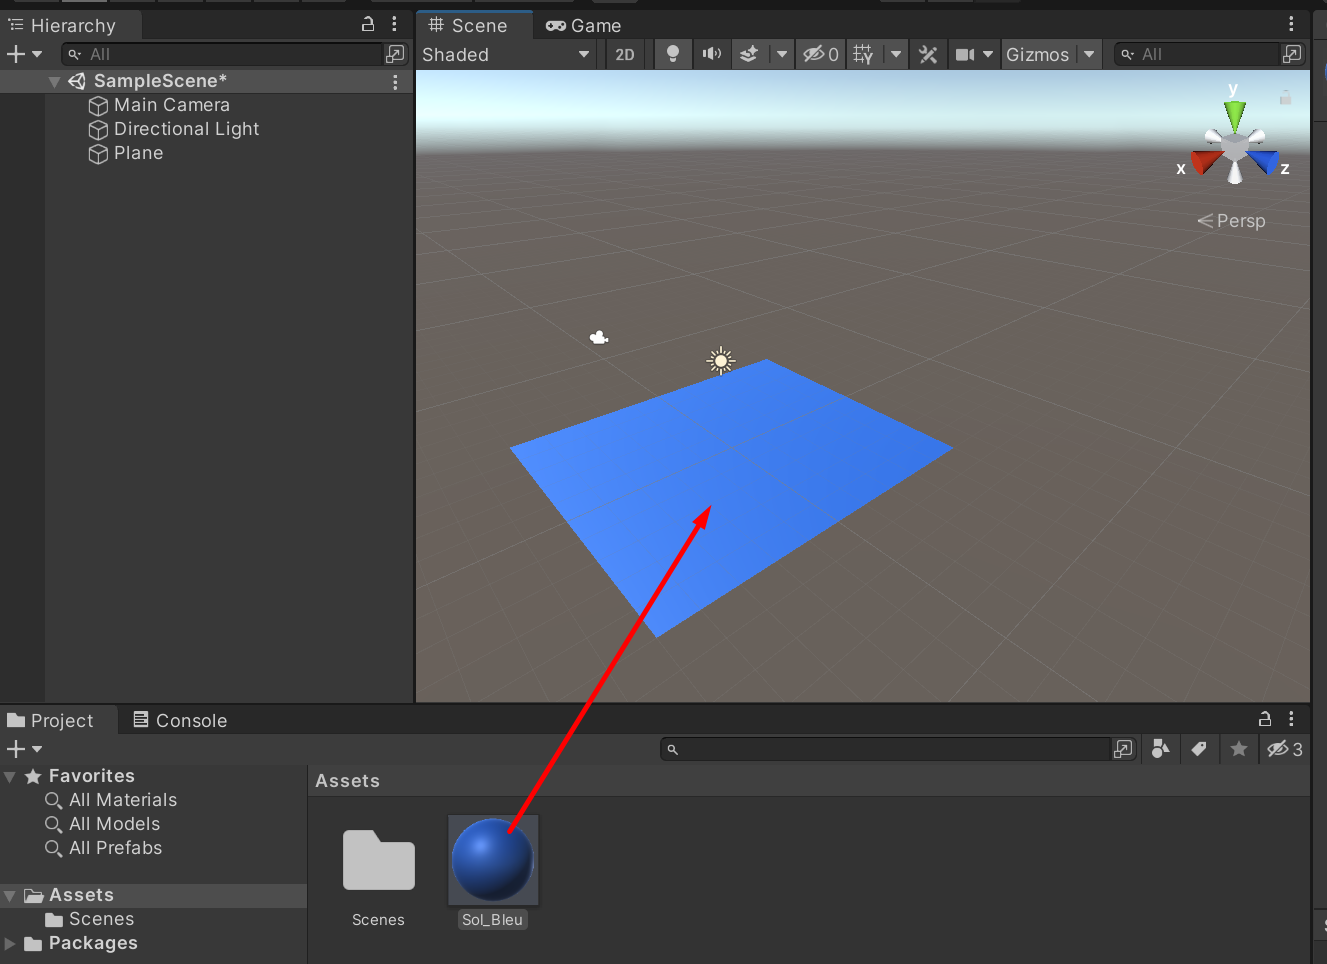 Hierarchy
All
SampleScene*
Main Camera
Directional Light
Plane
Scene
Game
Shaded
2D
0
Gizmos
All
y
x
z
Persp
Project
Console
3
Favorites
All Materials
All Models
All Prefabs
Assets
Scenes
Packages
Assets
Scenes
Sol_Bleu